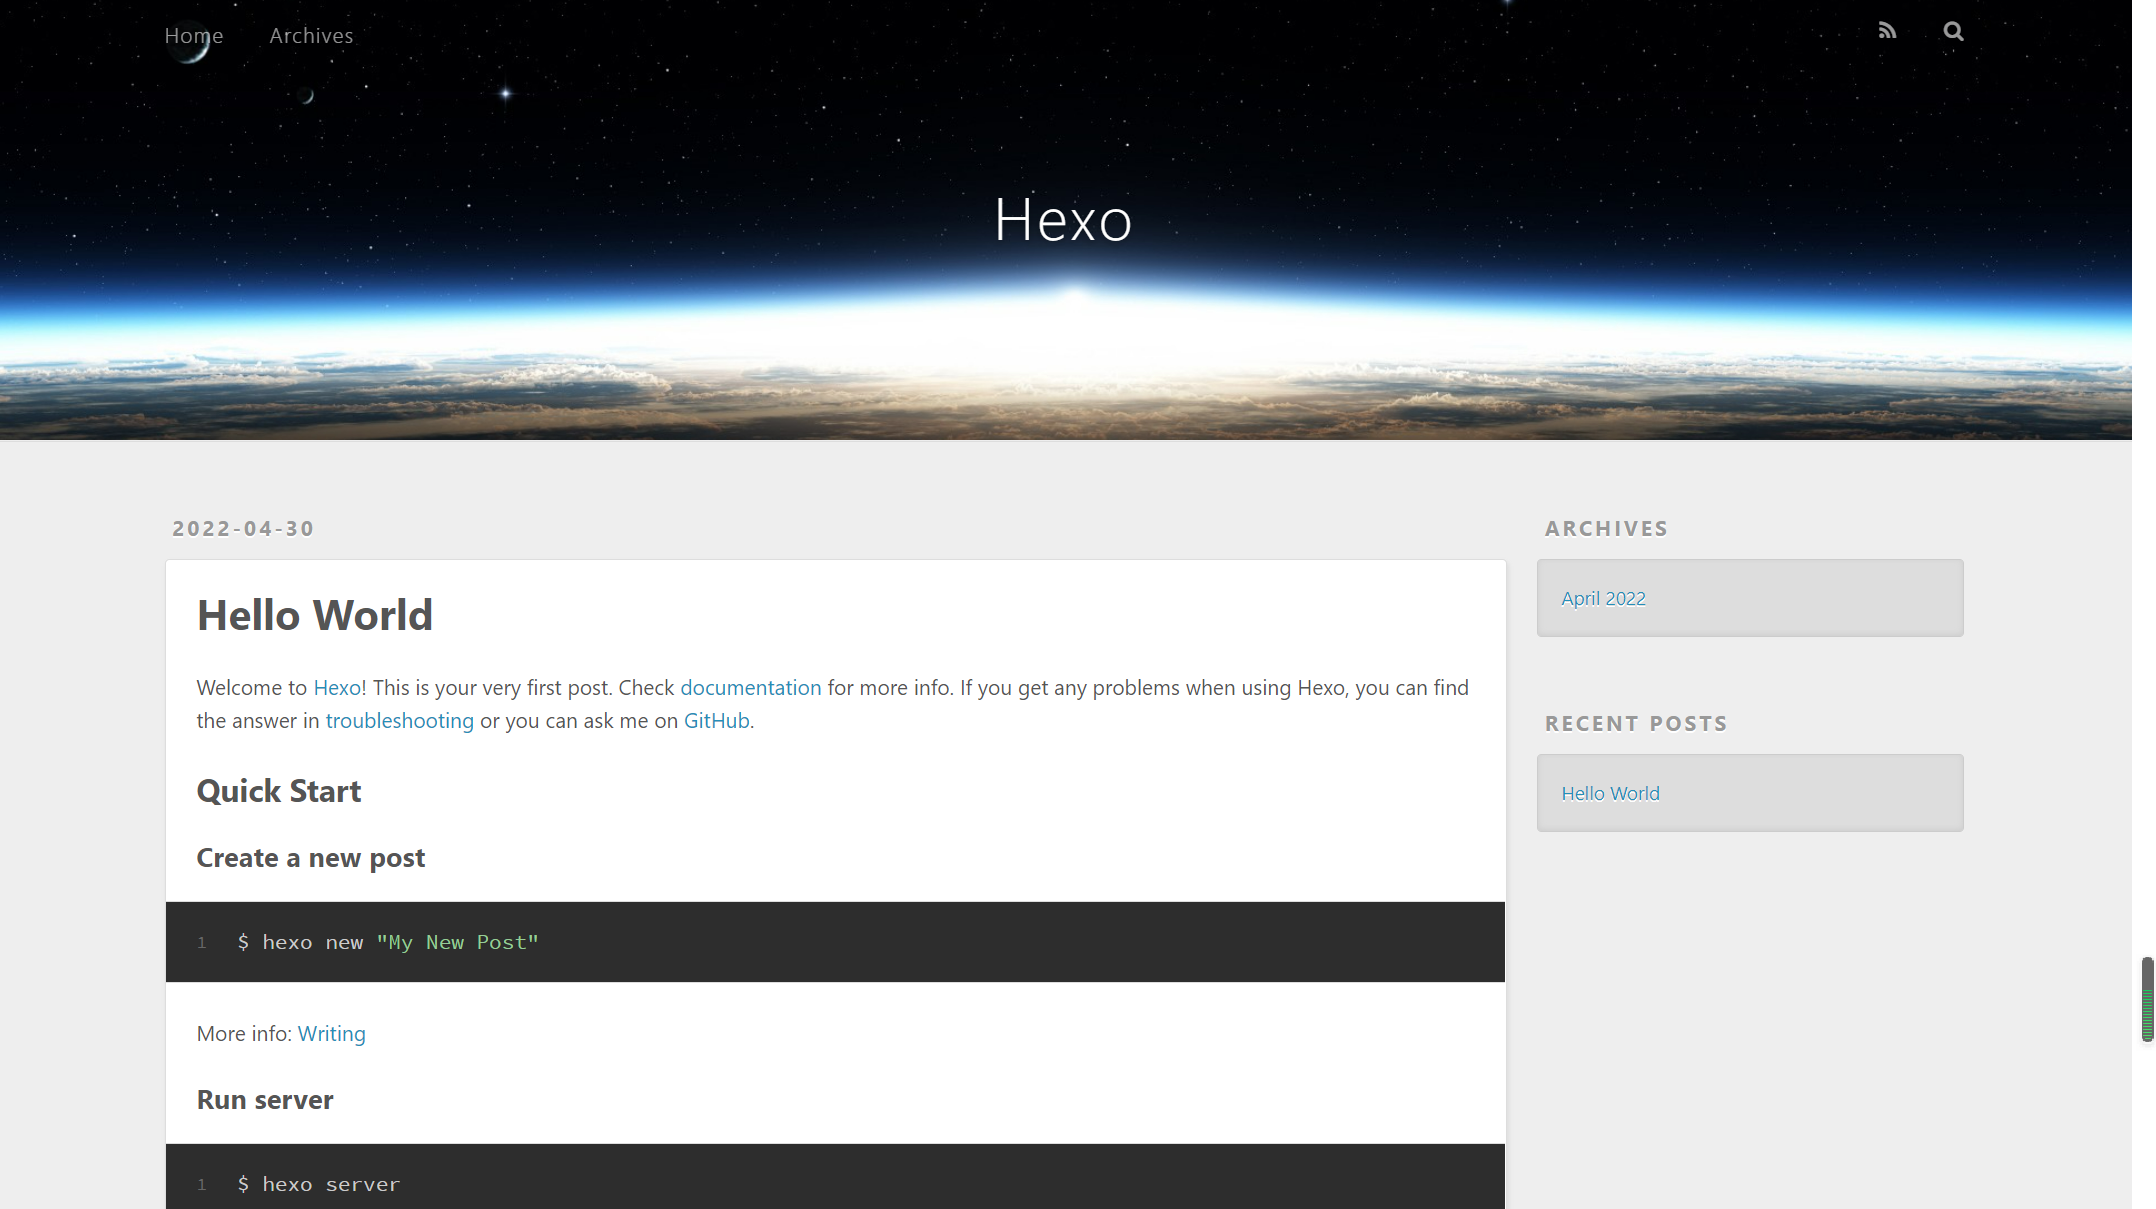 Home Archives
Hexo
2022-04-30
Hello World
Welcome to Hexo! This is your very first post. Check documentation for more info. If you get any problems when using Hexo, you can find
the answer in troubleshooting or you can ask me on GitHub.
Quick Start
Create a new post
1 $ hexo new "My New Post"
More info: Writing
Run server
1 $ hexo server
ARCHIVES
April 2022
RECENT POSTS
Hello World